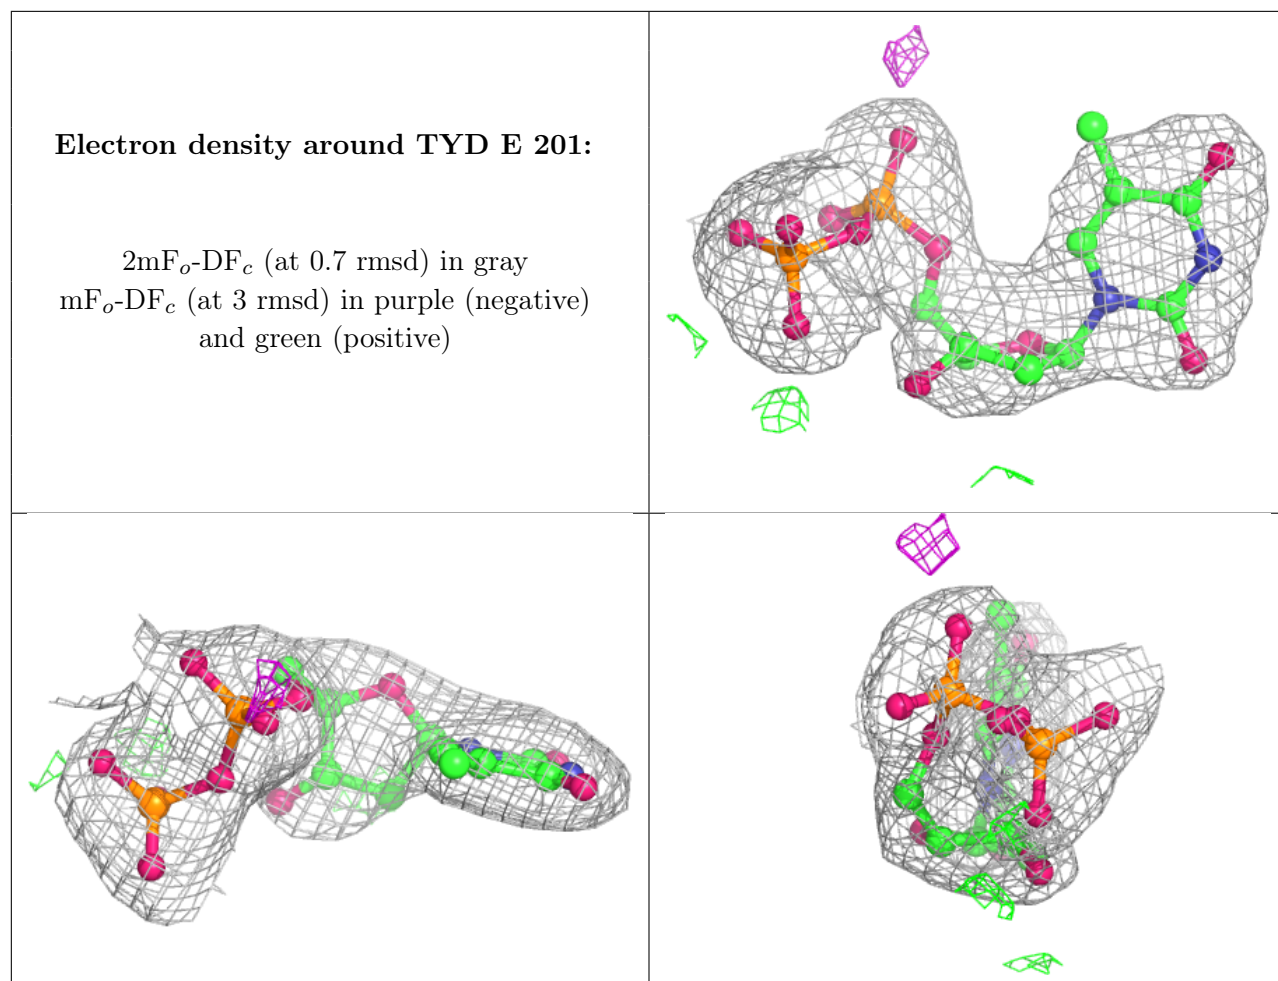 Electron density around TYD E 201:
2mFo-DFc (at 0.7 rmsd) in gray
mFo-DFc (at 3 rmsd) in purple (negative)
and green (positive)